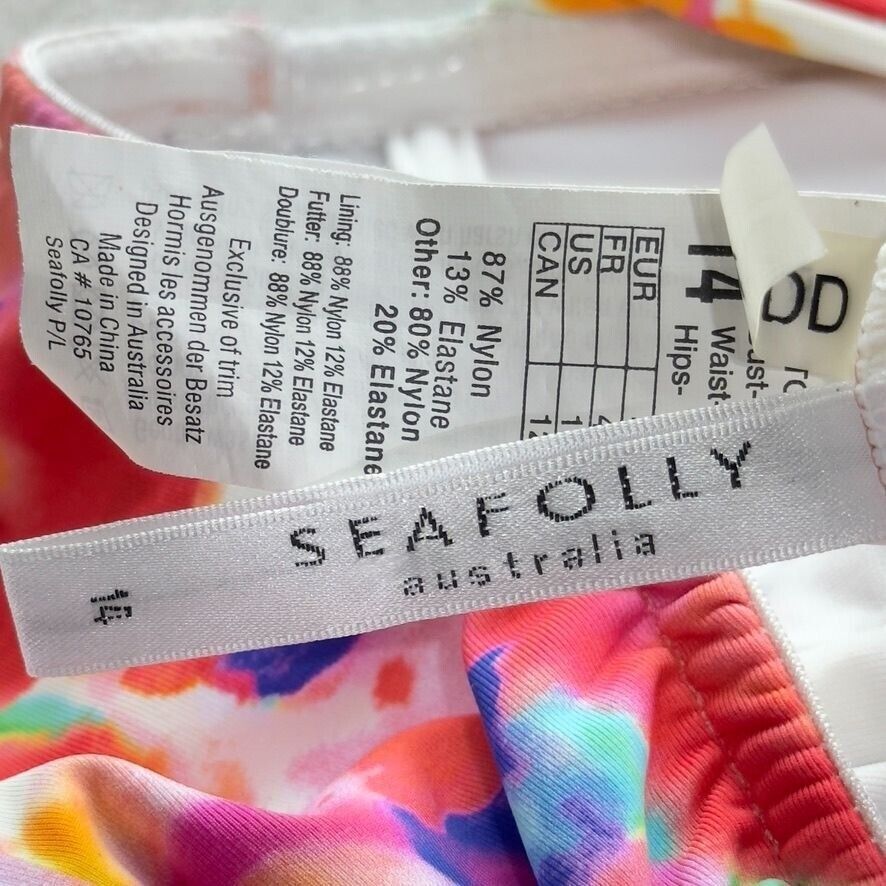 14
Waist-
Hips-
EUR
FR
US
CAN
87% Nylon
13% Elastane
Other: 80% Nylon
20% Elastane
Lining: 88% Nylon 12% Elastane
Futter: 88% Nylon 12% Elastane
Doublure: 88% Nylon 12% Elastane
Exclusive of trim
Ausgenommen der Besatz
Hormis les accessoires
Designed in Australia
Made in China
CA # 10765
Seafolly P/L
SEAFOLLY
australia
14